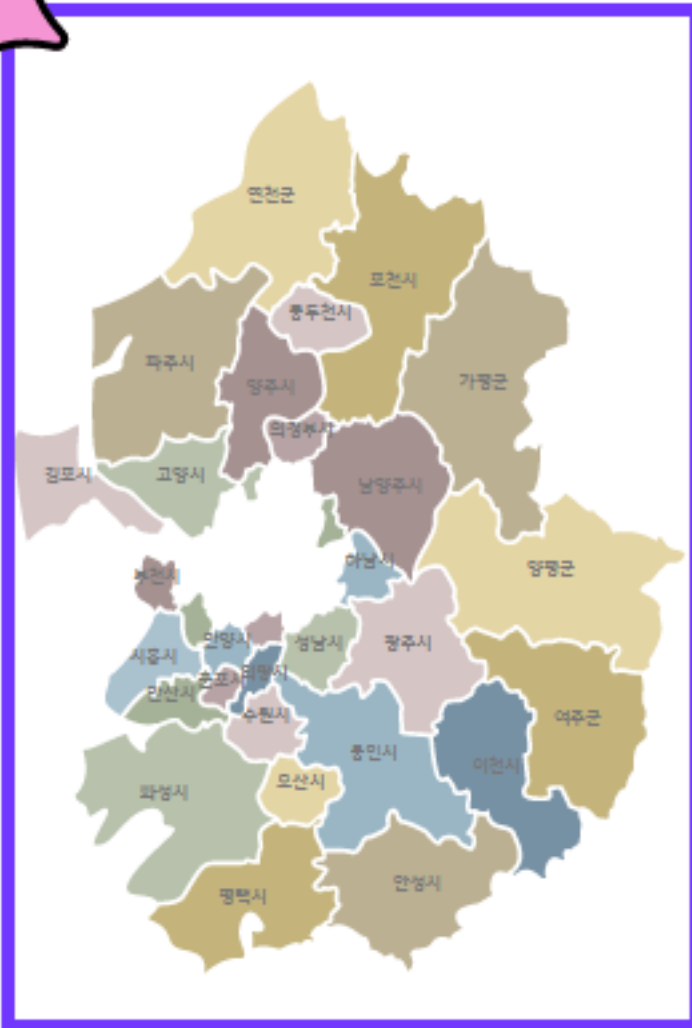 연천군
포천시
동두천시
파주시
가평군
양주시
의정부시
김포시
고양시
남양주시
하남시
양평군
부천시
안양시
성남시
광주시
시흥시
군포시
의왕시
안산시
수원시
여주군
용인시
이천시
오산시
화성시
안성시
평택시